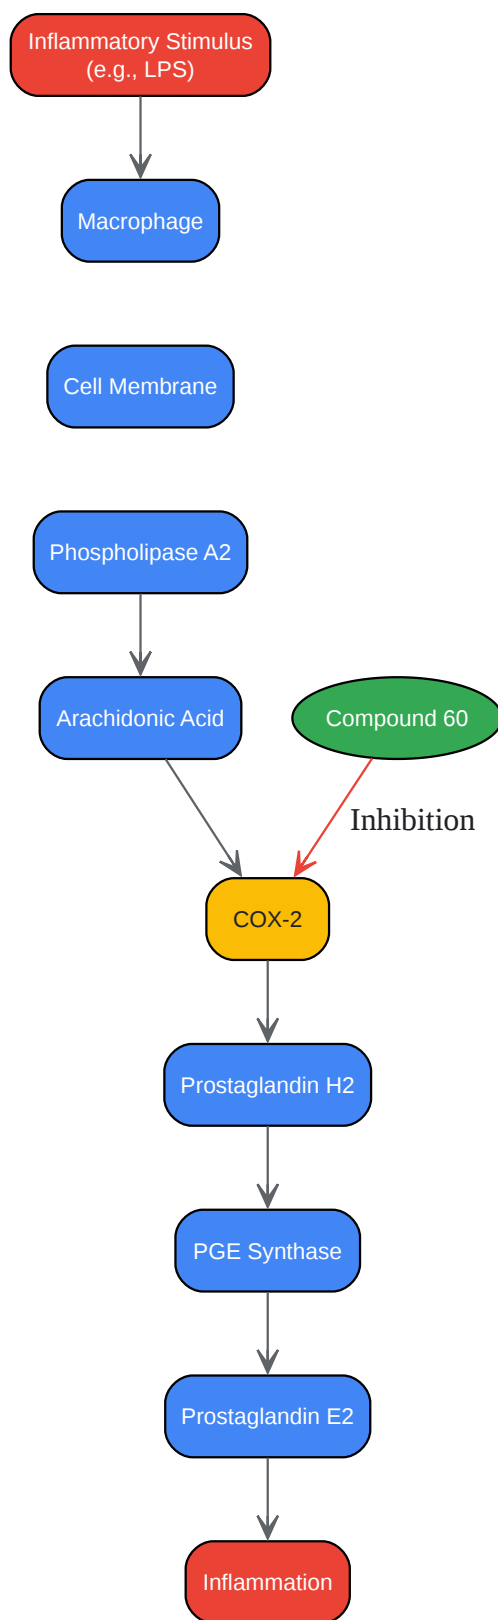 Inflammatory Stimulus
(e.g., LPS)
Macrophage
Cell Membrane
Phospholipase A2
Arachidonic Acid
Compound 60
Inhibition
COX-2
Prostaglandin H2
PGE Synthase
Prostaglandin E2
Inflammation